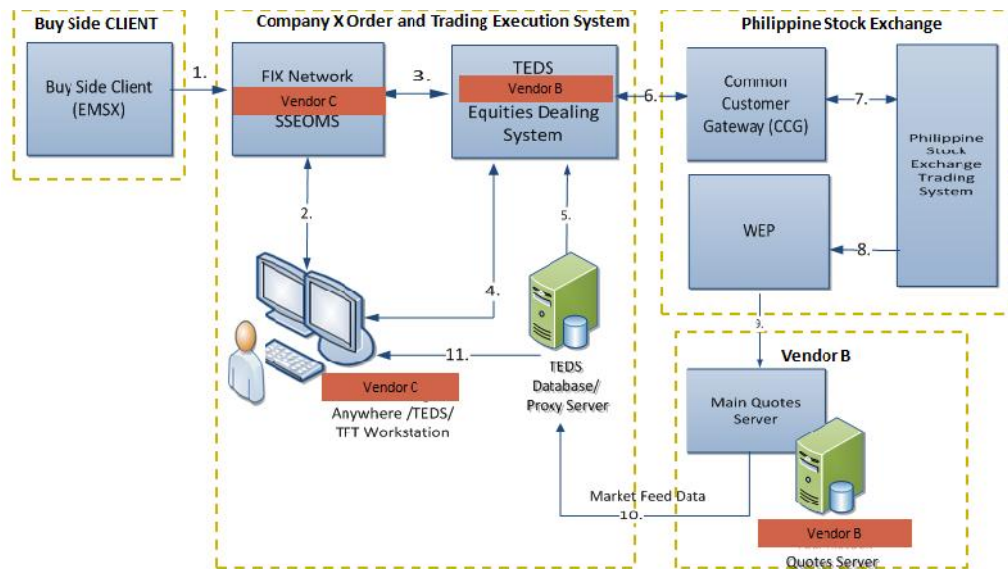 Buy Side CLIENT
Company X Order and Trading Execution System
Philippine Stock Exchange
Buy Side Client
(EMSX)
1.
FIX Network
Vendor C
SSEOMS
3.
TEDS
Vendor B
Equities Dealing
System
6.
Common
Customer
Gateway (CCG)
7.
Philippine
Stock
Exchange
Trading
System
2.
4.
5.
WEP
8.
9.
11.
TEDS
Database/
Proxy Server
Vendor C
Anywhere /TEDS/
TFT Workstation
Vendor B
Main Quotes
Server
Market Feed Data
10.
Vendor B
Quotes Server